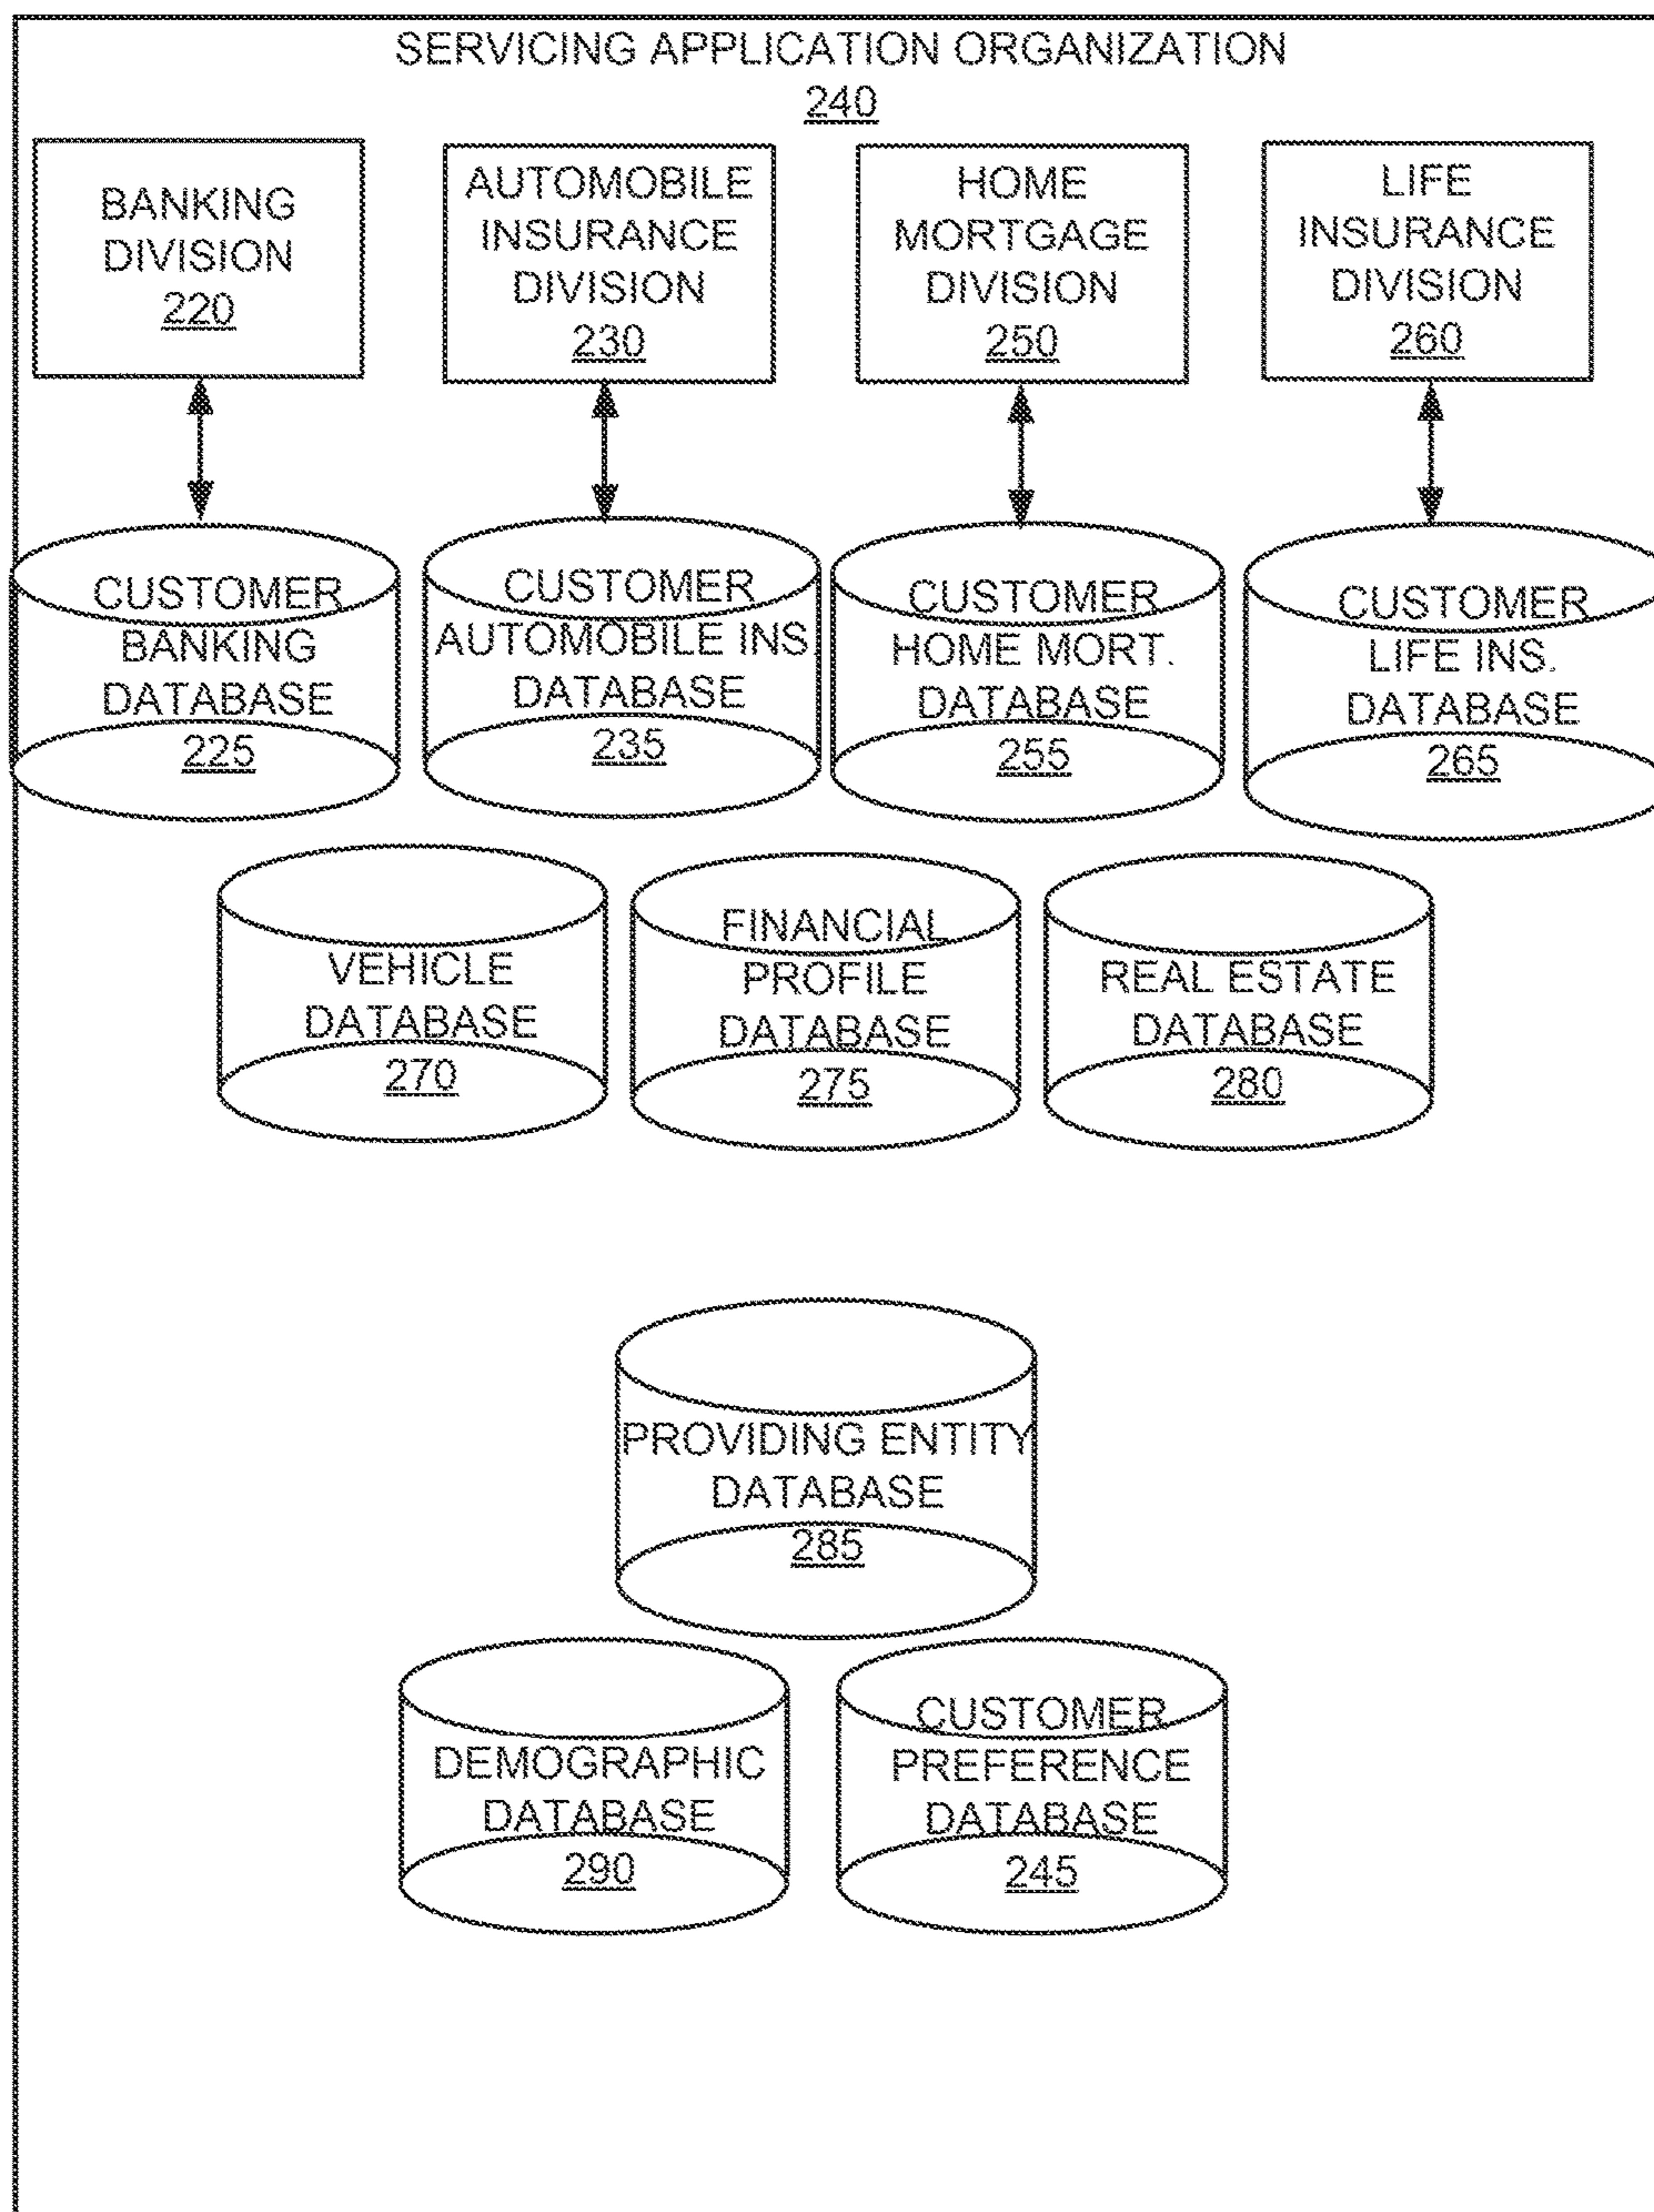 SERVICING APPLICATION ORGANIZATION
240
BANKING
DIVISION
220
AUTOMOBILE
INSURANCE
DIVISION
230
HOME
MORTGAGE
DIVISION
250
LIFE
INSURANCE
DIVISION
260
CUSTOMER
BANKING
DATABASE
225
CUSTOMER
AUTOMOBILE INS.
DATABASE
235
CUSTOMER
HOME MORT.
DATABASE
255
CUSTOMER
LIFE INS.
DATABASE
265
VEHICLE
DATABASE
270
FINANCIAL
PROFILE
DATABASE
275
REAL ESTATE
DATABASE
280
PROVIDING ENTITY
DATABASE
285
DEMOGRAPHIC
DATABASE
290
CUSTOMER
PREFERENCE
DATABASE
245